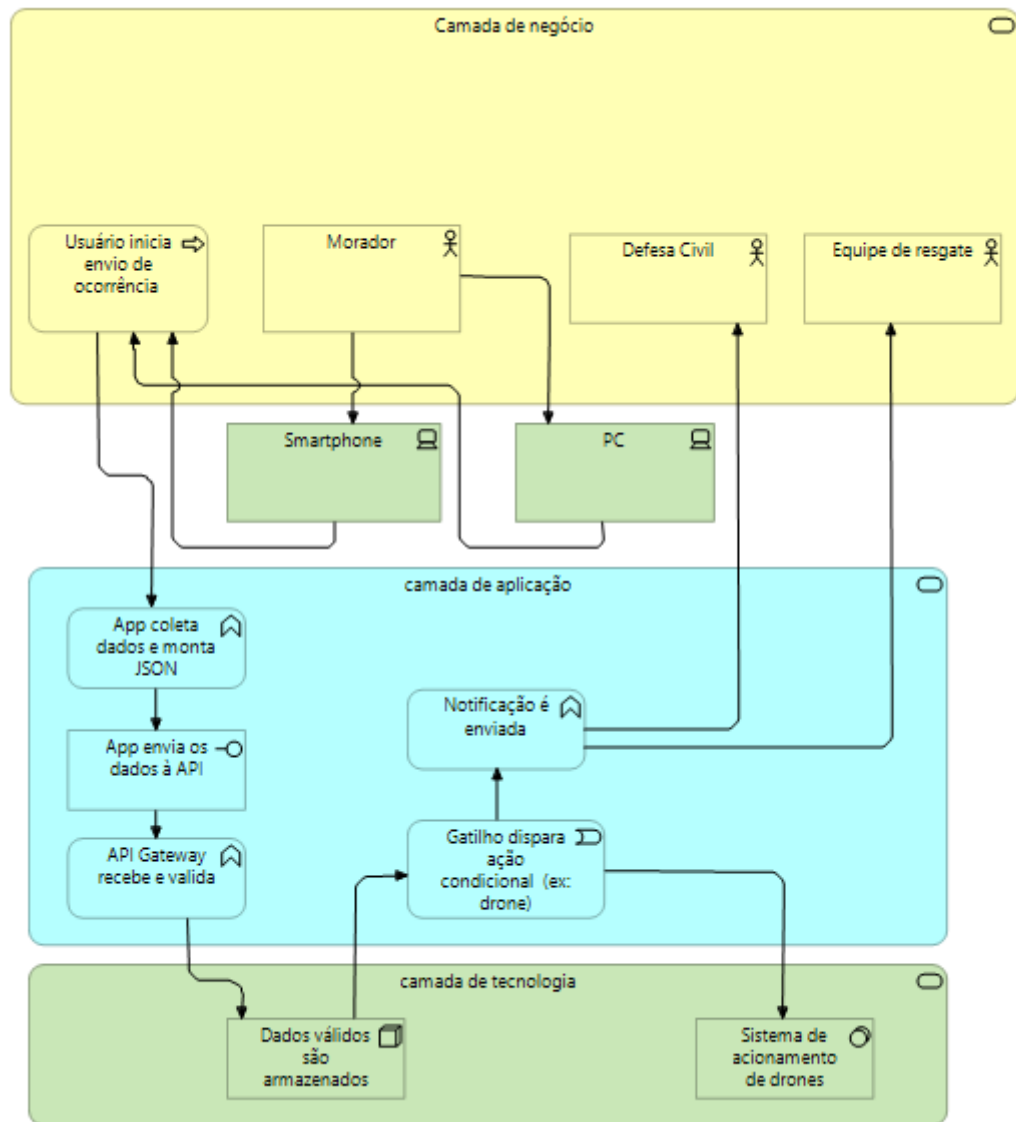 Camada de negócio
Usuário inicia
envio de
ocorrência
Morador
Defesa Civil
Equipe de resgate
Smartphone
PC
camada de aplicação
App coleta
dados e monta
JSON
Notificação é
enviada
App envia os
dados à API
API Gateway
recebe e valida
Gatilho dispara
ação
condicional (ex:
drone)
camada de tecnologia
Dados válidos
são
armazenados
Sistema de
acionamento
de drones